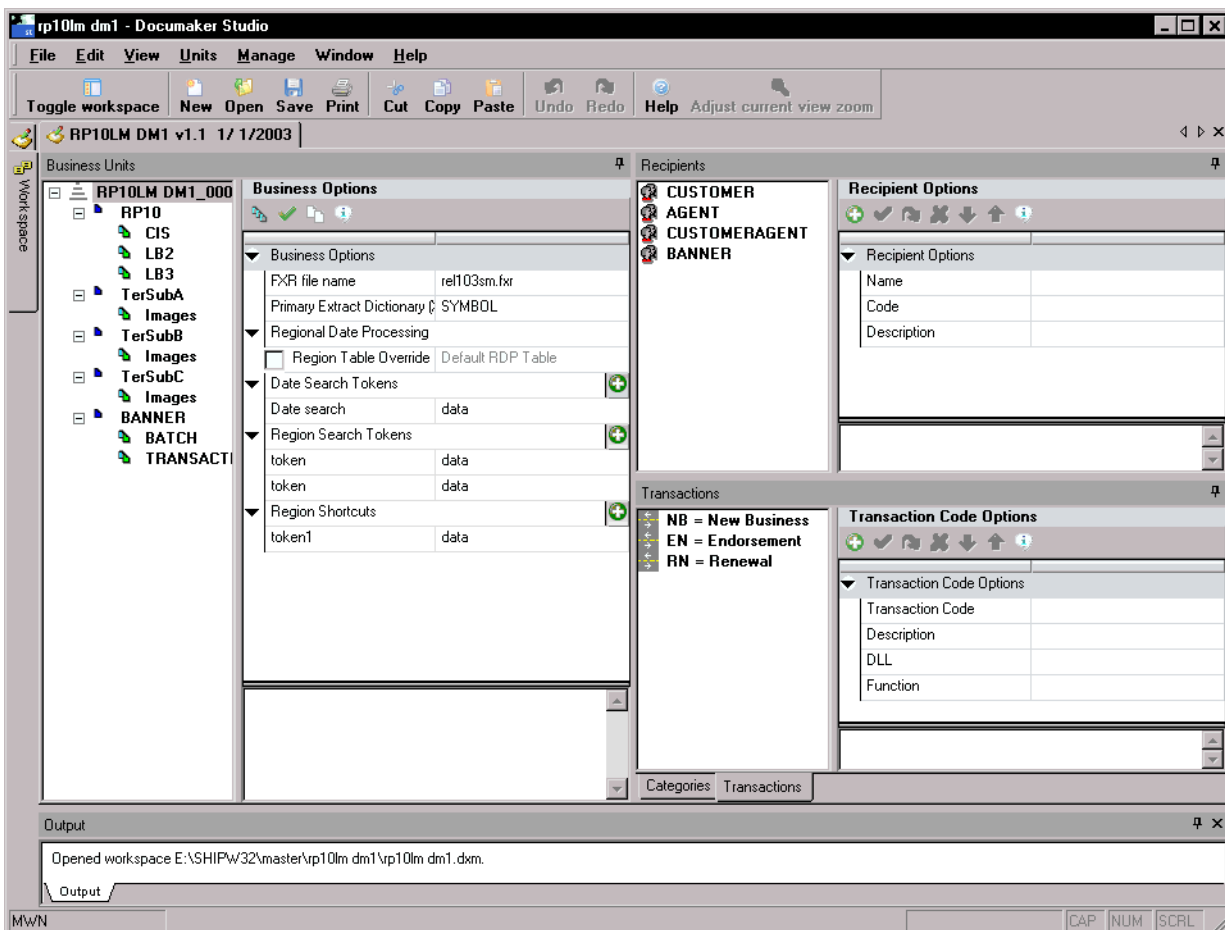 rp10lm dm1 - Documaker Studio
File Edit View Units Manage Window Help
Toggle workspace New Open Save Print Cut Copy Paste Undo Redo Help Adjust current view zoom
RP10LM DM1 v1.1 1/ 1/2003
Workspace
Business Units
RP10LM DM1_000
RP10
CIS
LB2
LB3
TerSubA
Images
TerSubB
Images
TerSubC
Images
BANNER
BATCH
TRANSACTI
Business Options
Business Options
FXR file name rel103sm.fxr
Primary Extract Dictionary (: SYMBOL
Regional Date Processing
Region Table Override Default RDP Table
Date Search Tokens
Date search data
Region Search Tokens
token data
token data
Region Shortcuts
token1 data
Recipients
CUSTOMER
AGENT
CUSTOMERAGENT
BANNER
Recipient Options
Recipient Options
Name
Code
Description
Transactions
NB = New Business
EN = Endorsement
RN = Renewal
Transaction Code Options
Transaction Code Options
Transaction Code
Description
DLL
Function
Categories Transactions
Output
Opened workspace E:\SHIPW32\master\rp10lm dm1\rp10lm dm1.dxm.
Output
MWN CAP NUM SCRL